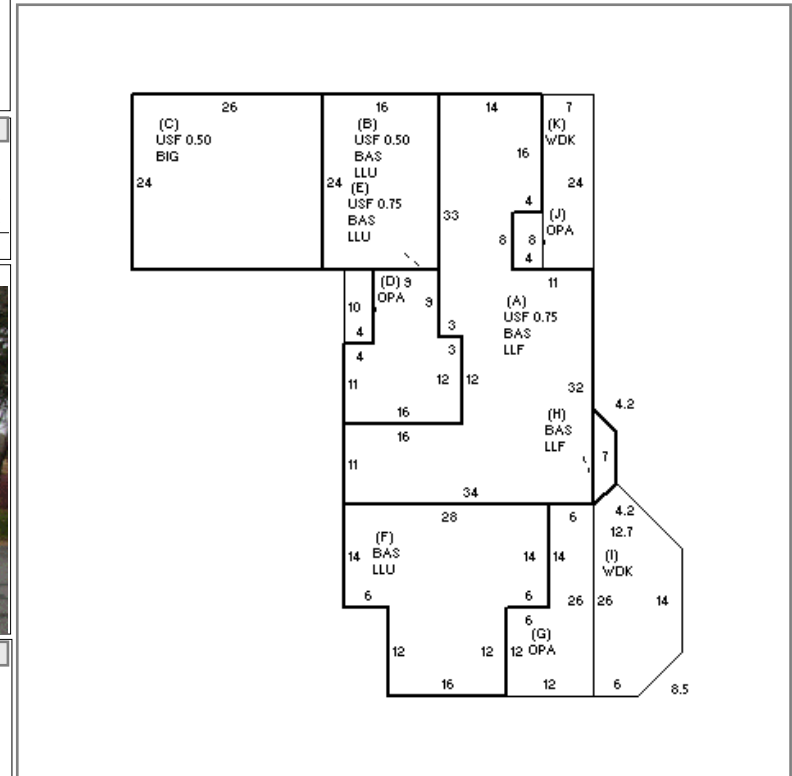 26
16
14
7
(C)
USF 0.50
BIG
(B)
USF 0.50
BAS
LLU
(K)
WDK
16
24
24
24
(E)
USF 0.75
BAS
LLU
4
33
(J)
OPA
8
8
4
(D) 9
OPA
11
10
9
(A)
USF 0.75
BAS
LLF
4
3
4
3
11
12
12
32
4.2
16
(H)
BAS
LLF
16
11
7
34
28
6
4.2
12.7
(F)
BAS
LLU
14
14
14
(I)
WDK
6
6
26
26
14
6
(G)
OPA
12
12
12
16
12
6
8.5